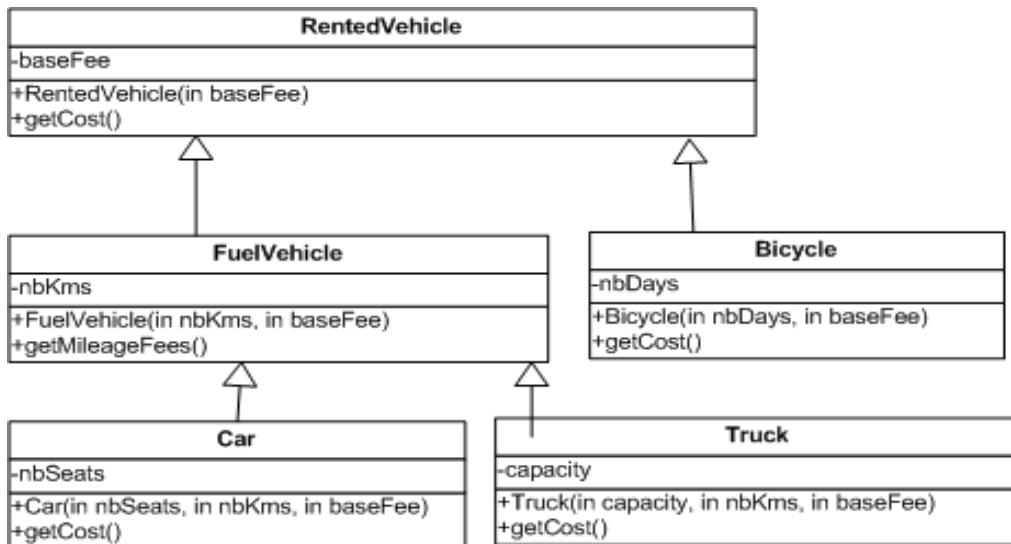 RentedVehicle
-baseFee
+RentedVehicle(in baseFee)
+getCost()
FuelVehicle
-nbKms
+FuelVehicle(in nbKms, in baseFee)
+getMileageFees()
Bicycle
-nbDays
+Bicycle(in nbDays, in baseFee)
+getCost()
Car
-nbSeats
+Car(in nbSeats, in nbKms, in baseFee)
+getCost()
Truck
-capacity
+Truck(in capacity, in nbKms, in baseFee)
+getCost()